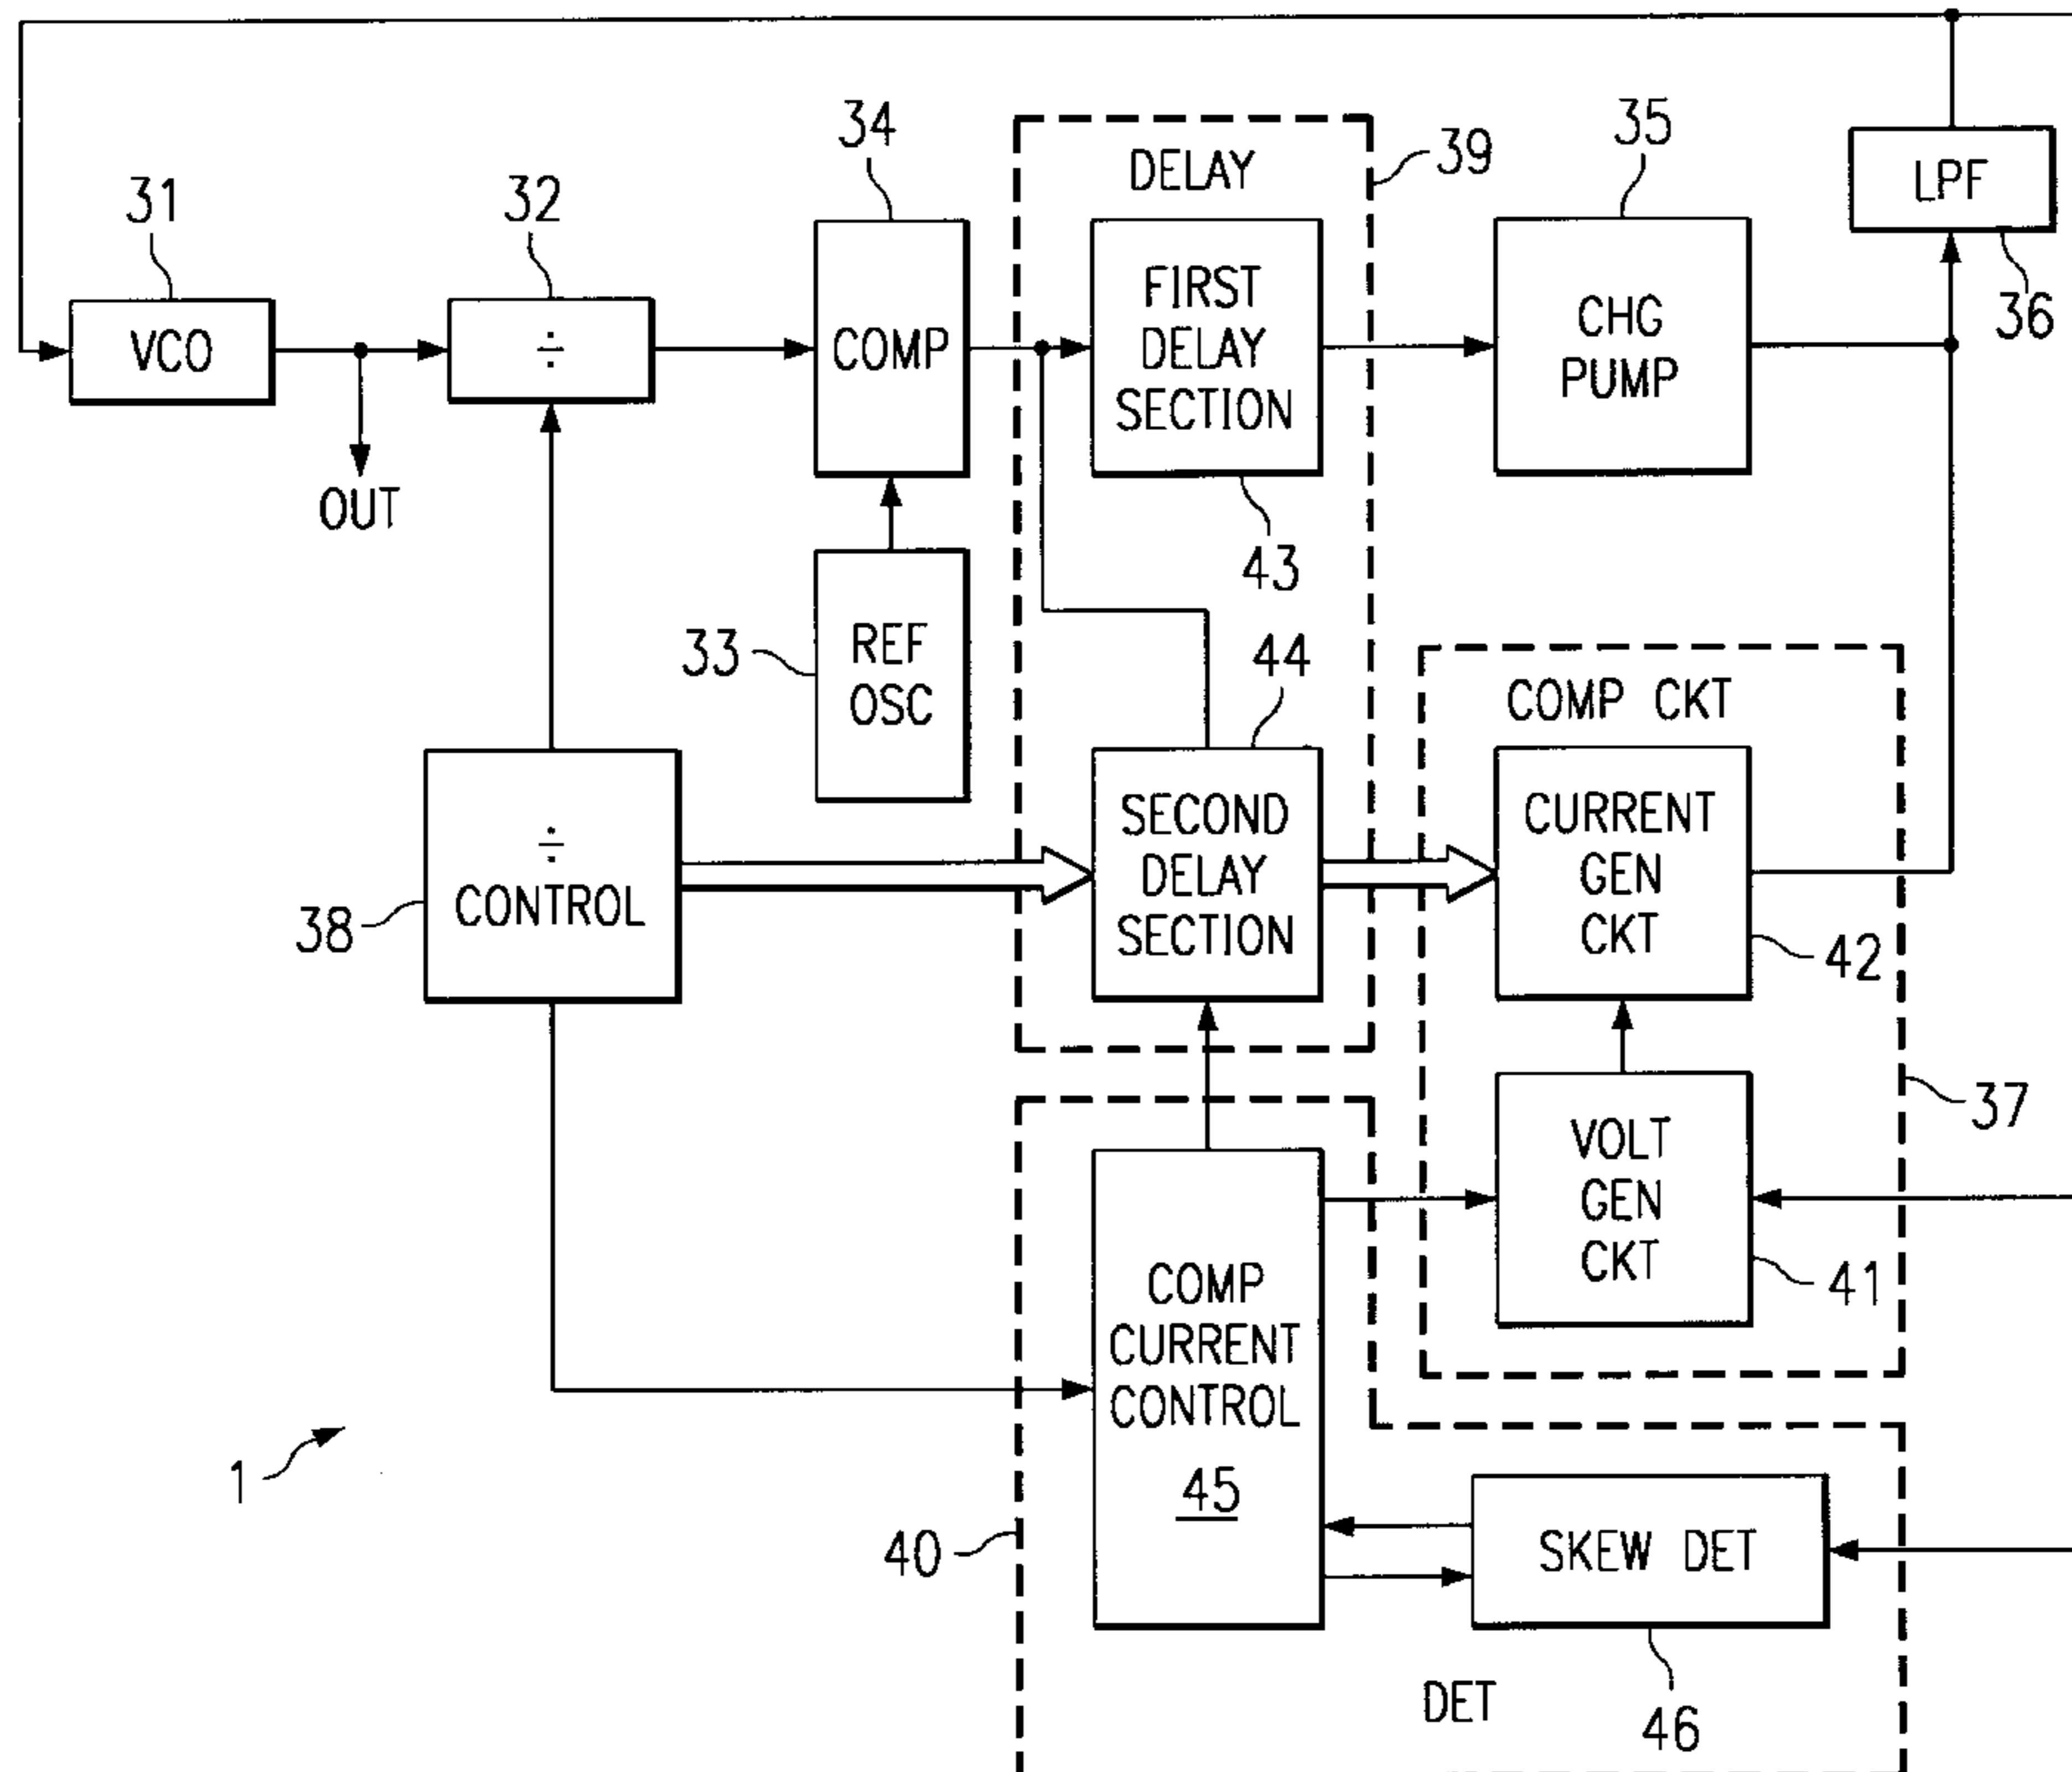 34
35
39
DELAY
LPF
31
32
36
VCO
÷
COMP
FIRST
DELAY
SECTION
CHG
PUMP
OUT
43
33
REF
OSC
44
COMP CKT
÷
CONTROL
38
SECOND
DELAY
SECTION
CURRENT
GEN
CKT
42
37
VOLT
GEN
CKT
41
COMP
CURRENT
CONTROL
45
1
40
SKEW DET
DET
46